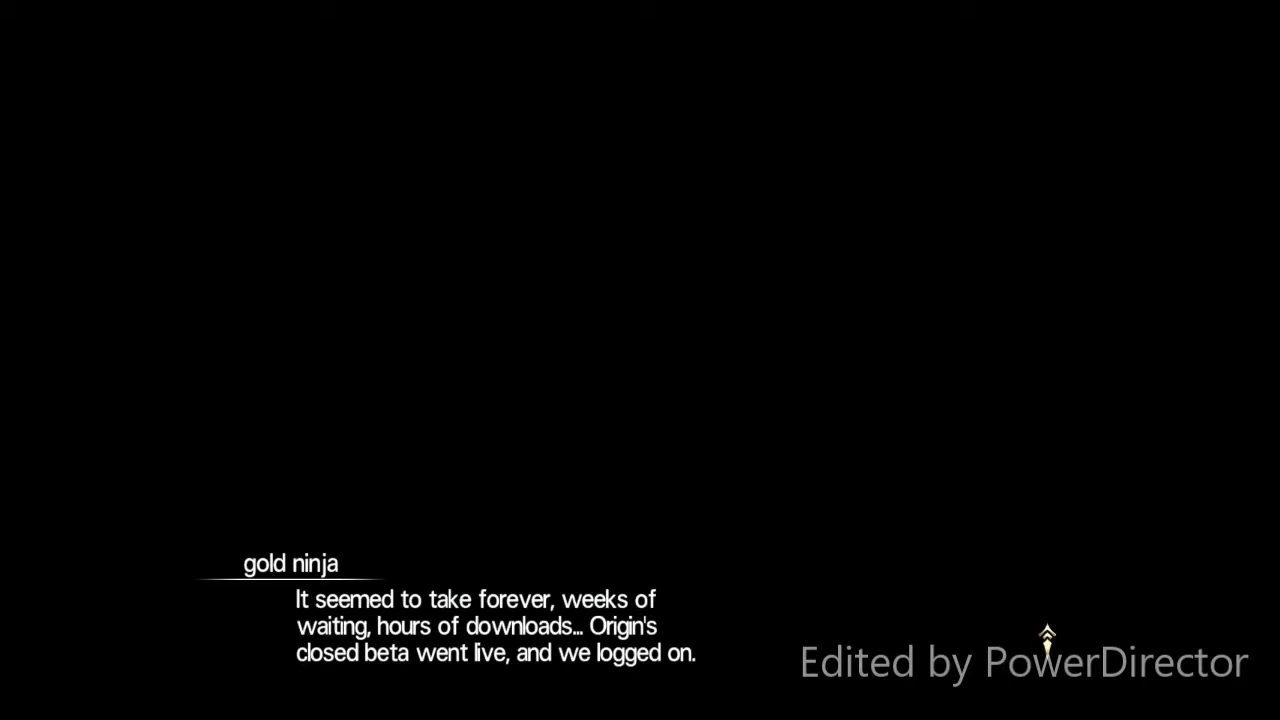 gold ninja
It seemed to take forever, weeks of
waiting, hours of downloads... Origin's
closed beta went live, and we logged on.
Edited by PowerDirector